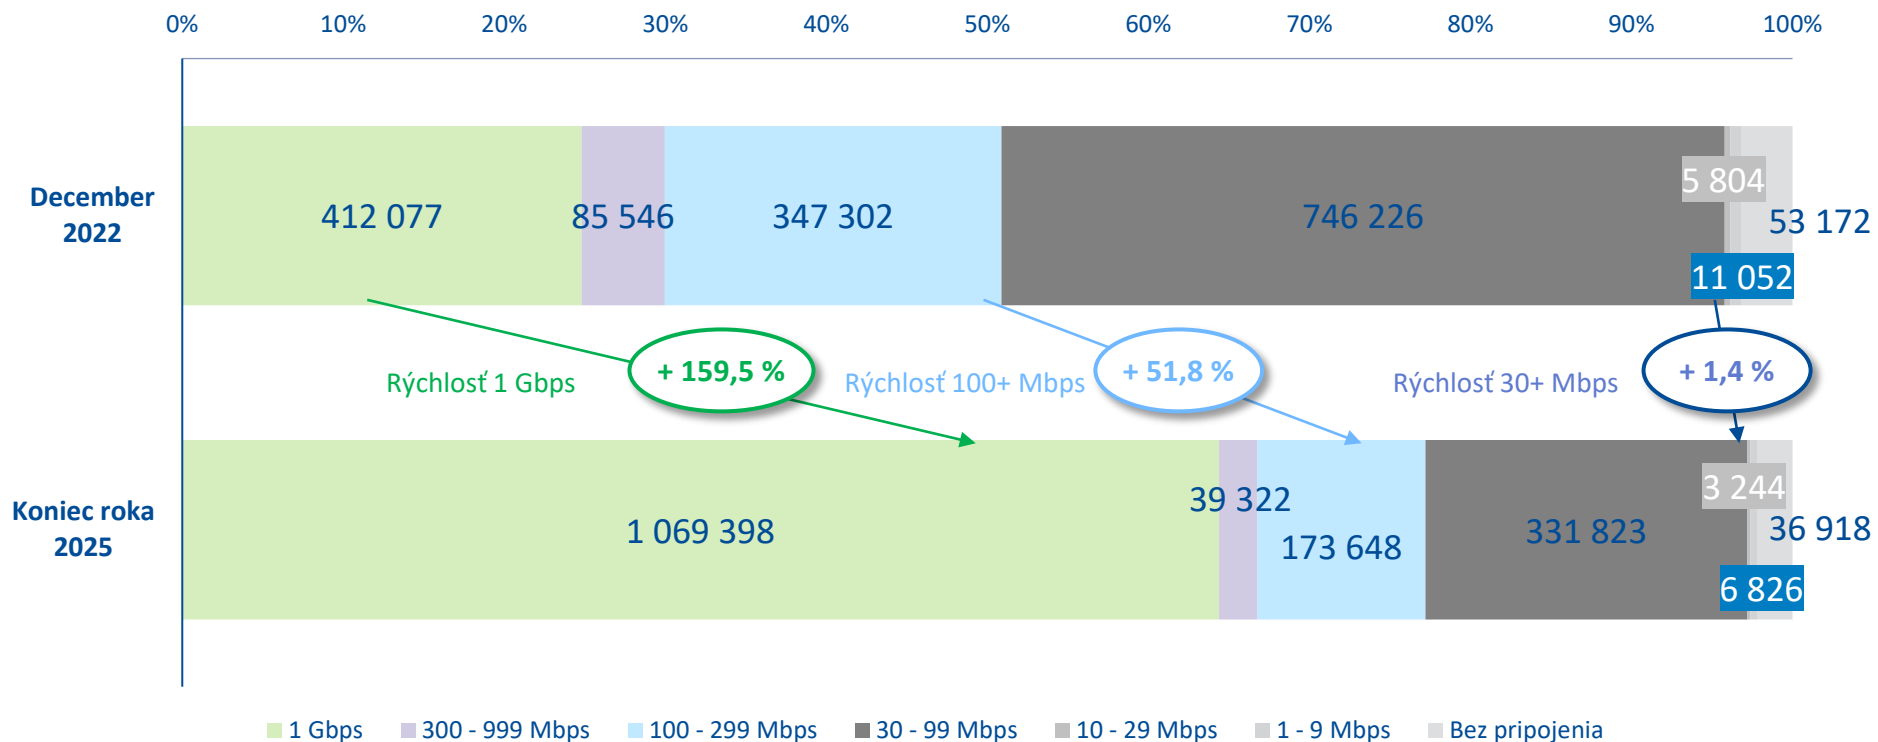 0% 10% 20% 30% 40% 50% 60% 70% 80% 90% 100%
December
2022
412 077 85 546 347 302 746 226 5 804 53 172
11 052
Rýchlosť 1 Gbps + 159,5 % Rýchlosť 100+ Mbps + 51,8 % Rýchlosť 30+ Mbps + 1,4 %
Koniec roka
2025
1 069 398 39 322 173 648 331 823 3 244 36 918
6 826
1 Gbps 300 - 999 Mbps 100 - 299 Mbps 30 - 99 Mbps 10 - 29 Mbps 1 - 9 Mbps Bez pripojenia